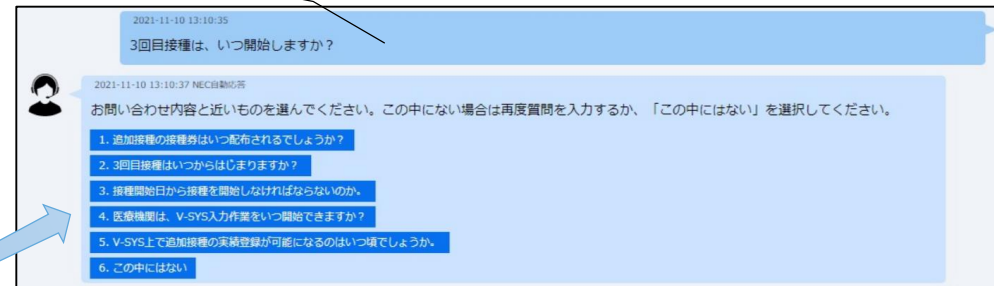 2021-11-10 13:10:35
3回目接種は、いつ開始しますか？
2021-11-10 13:10:37 NEC自動応答
お問い合わせ内容と近いものを選んでください。この中にない場合は再度質問を入力するか、「この中にはない」を選択してください。
1. 追加接種の接種券はいつ配布されるでしょうか？
2. 3回目接種はいつからはじまりますか？
3. 接種開始日から接種を開始しなければならないのか。
4. 医療機関は、V-SYS入力作業をいつ開始できますか？
5. V-SYS上で追加接種の実績登録が可能になるのはいつ頃でしょうか。
6. この中にはない